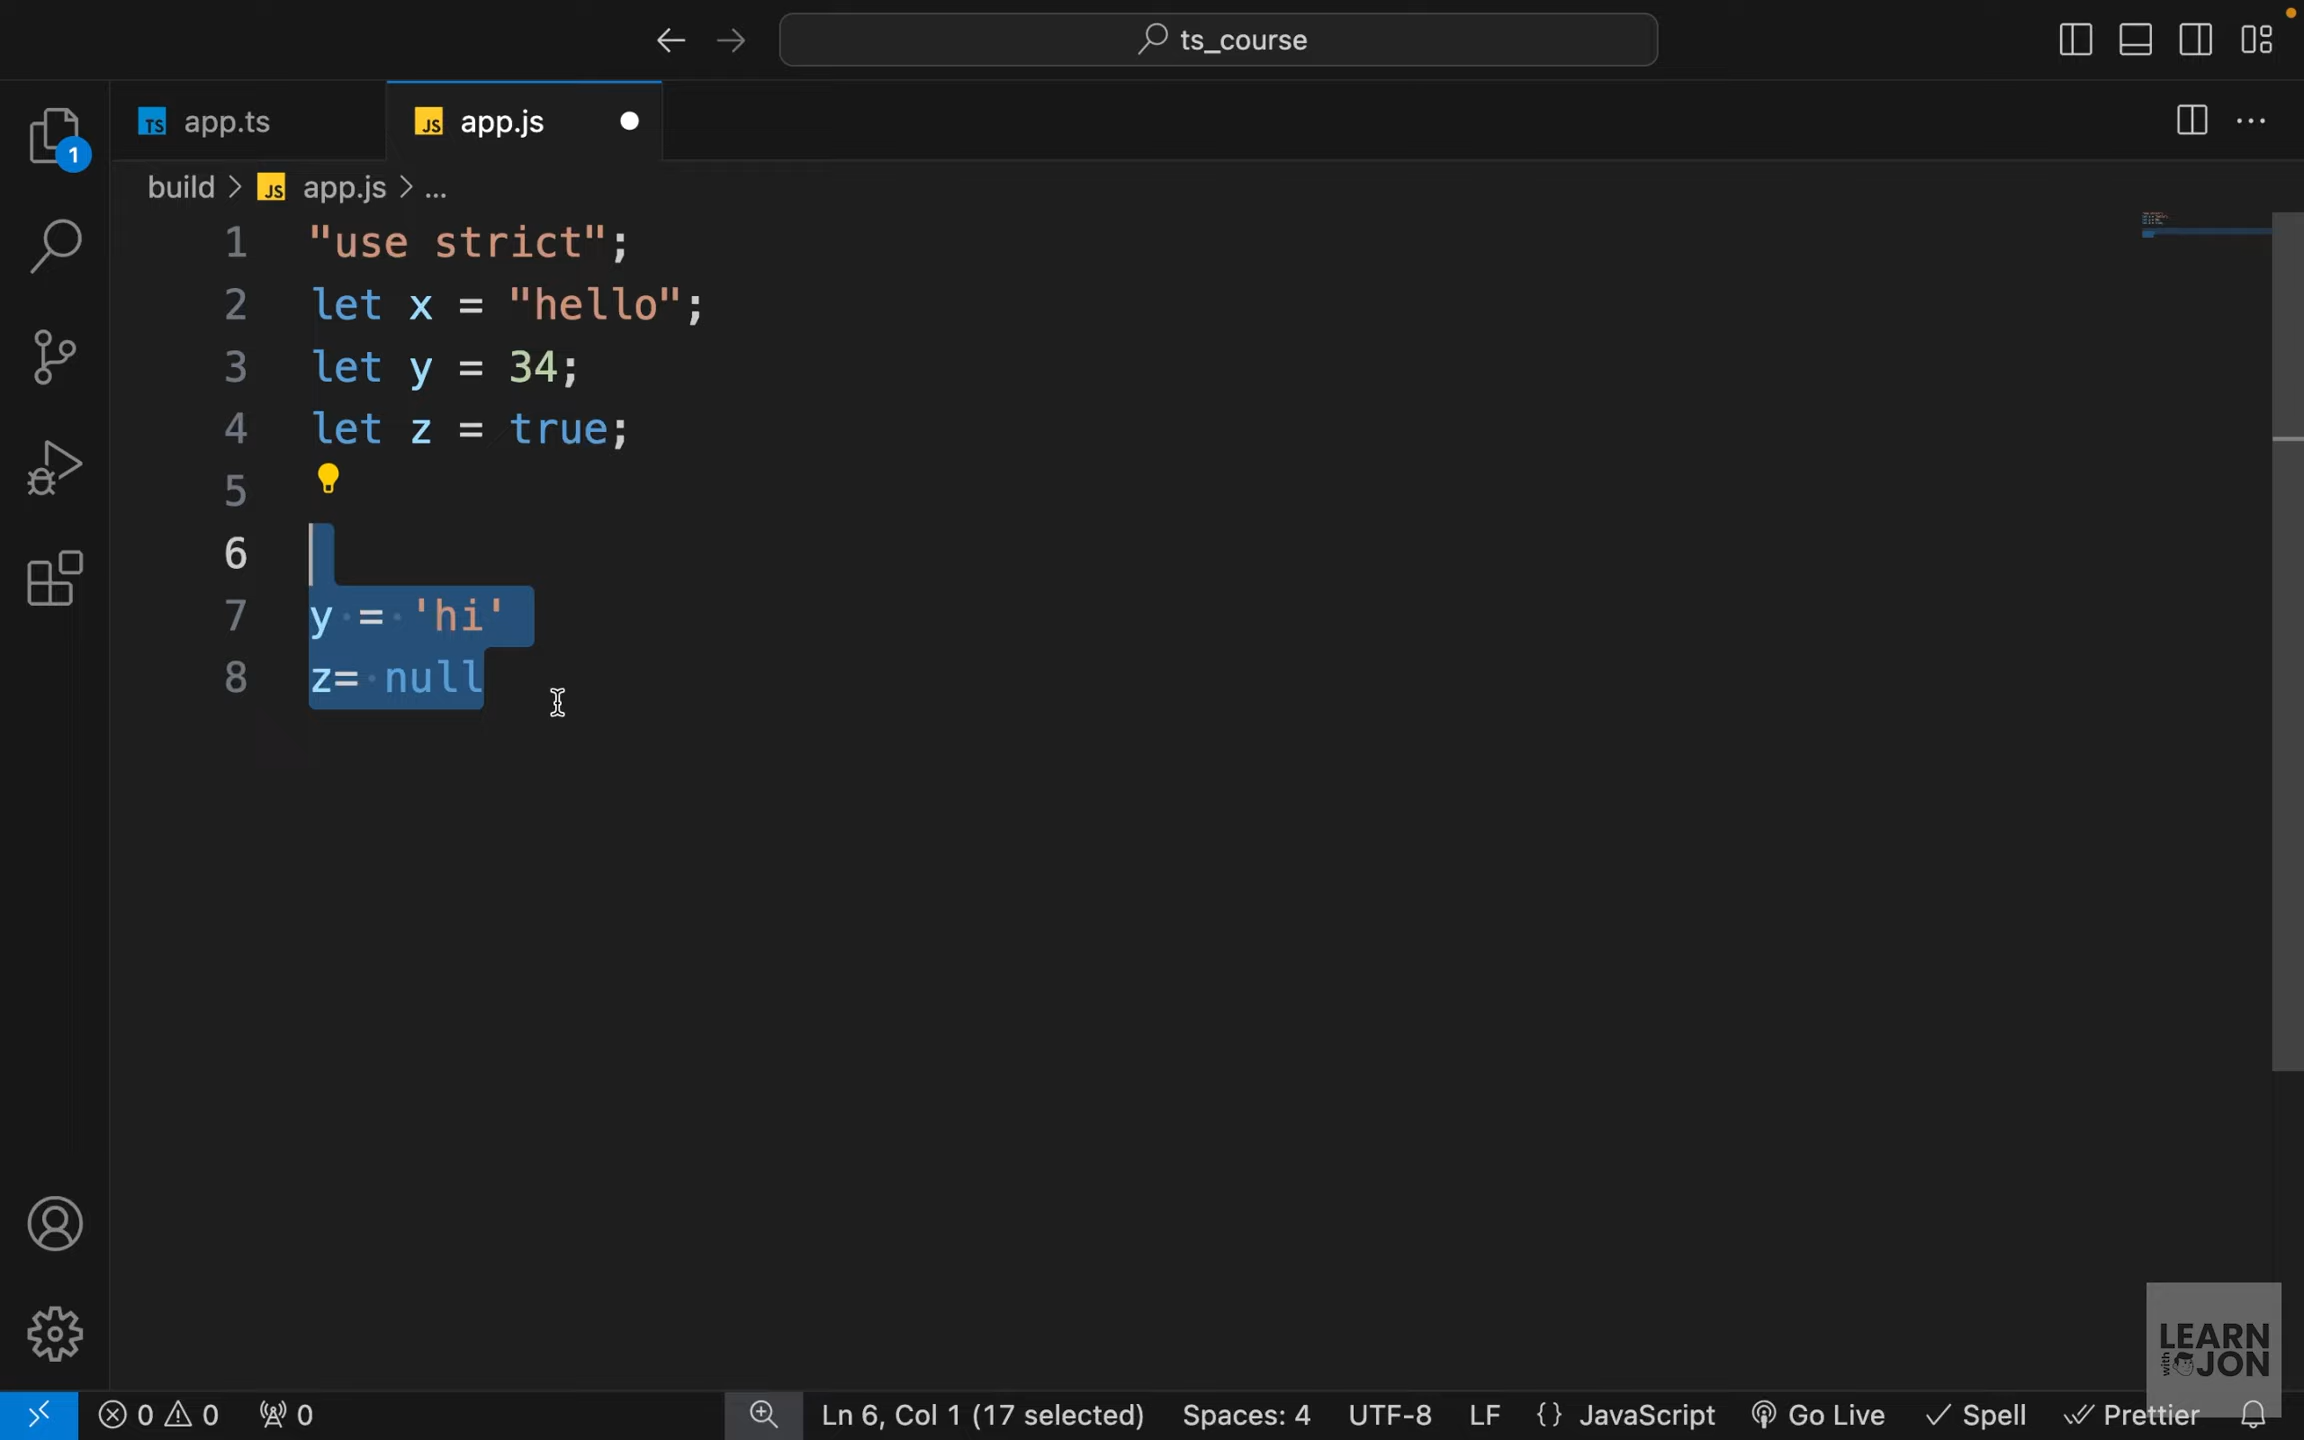 ts_course
TS app.ts
JS app.js
1
build > JS app.js > ...
1 "use strict";
2 let x = "hello";
3 let y = 34;
4 let z = true;
5
6
7 y = 'hi'
8 z= null
LEARN
with JON
0 0 0 Ln 6, Col 1 (17 selected) Spaces: 4 UTF-8 LF {} JavaScript Go Live Spell Prettier